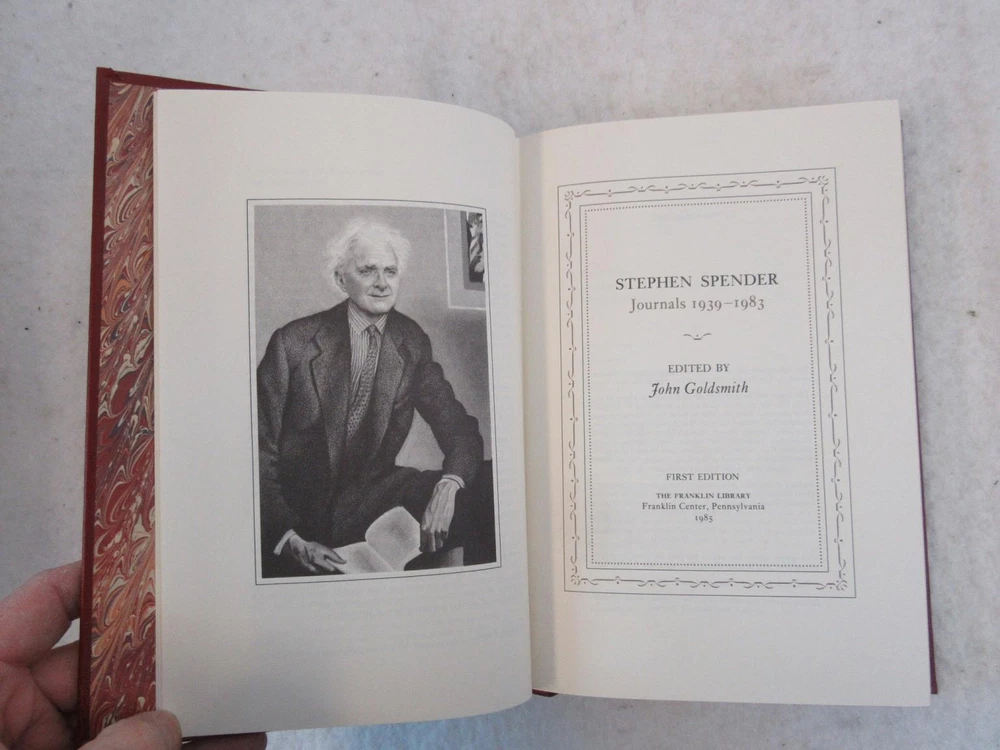 STEPHEN SPENDER
Journals 1939–1983
EDITED BY
John Goldsmith
FIRST EDITION
THE FRANKLIN LIBRARY
Franklin Center, Pennsylvania
1985